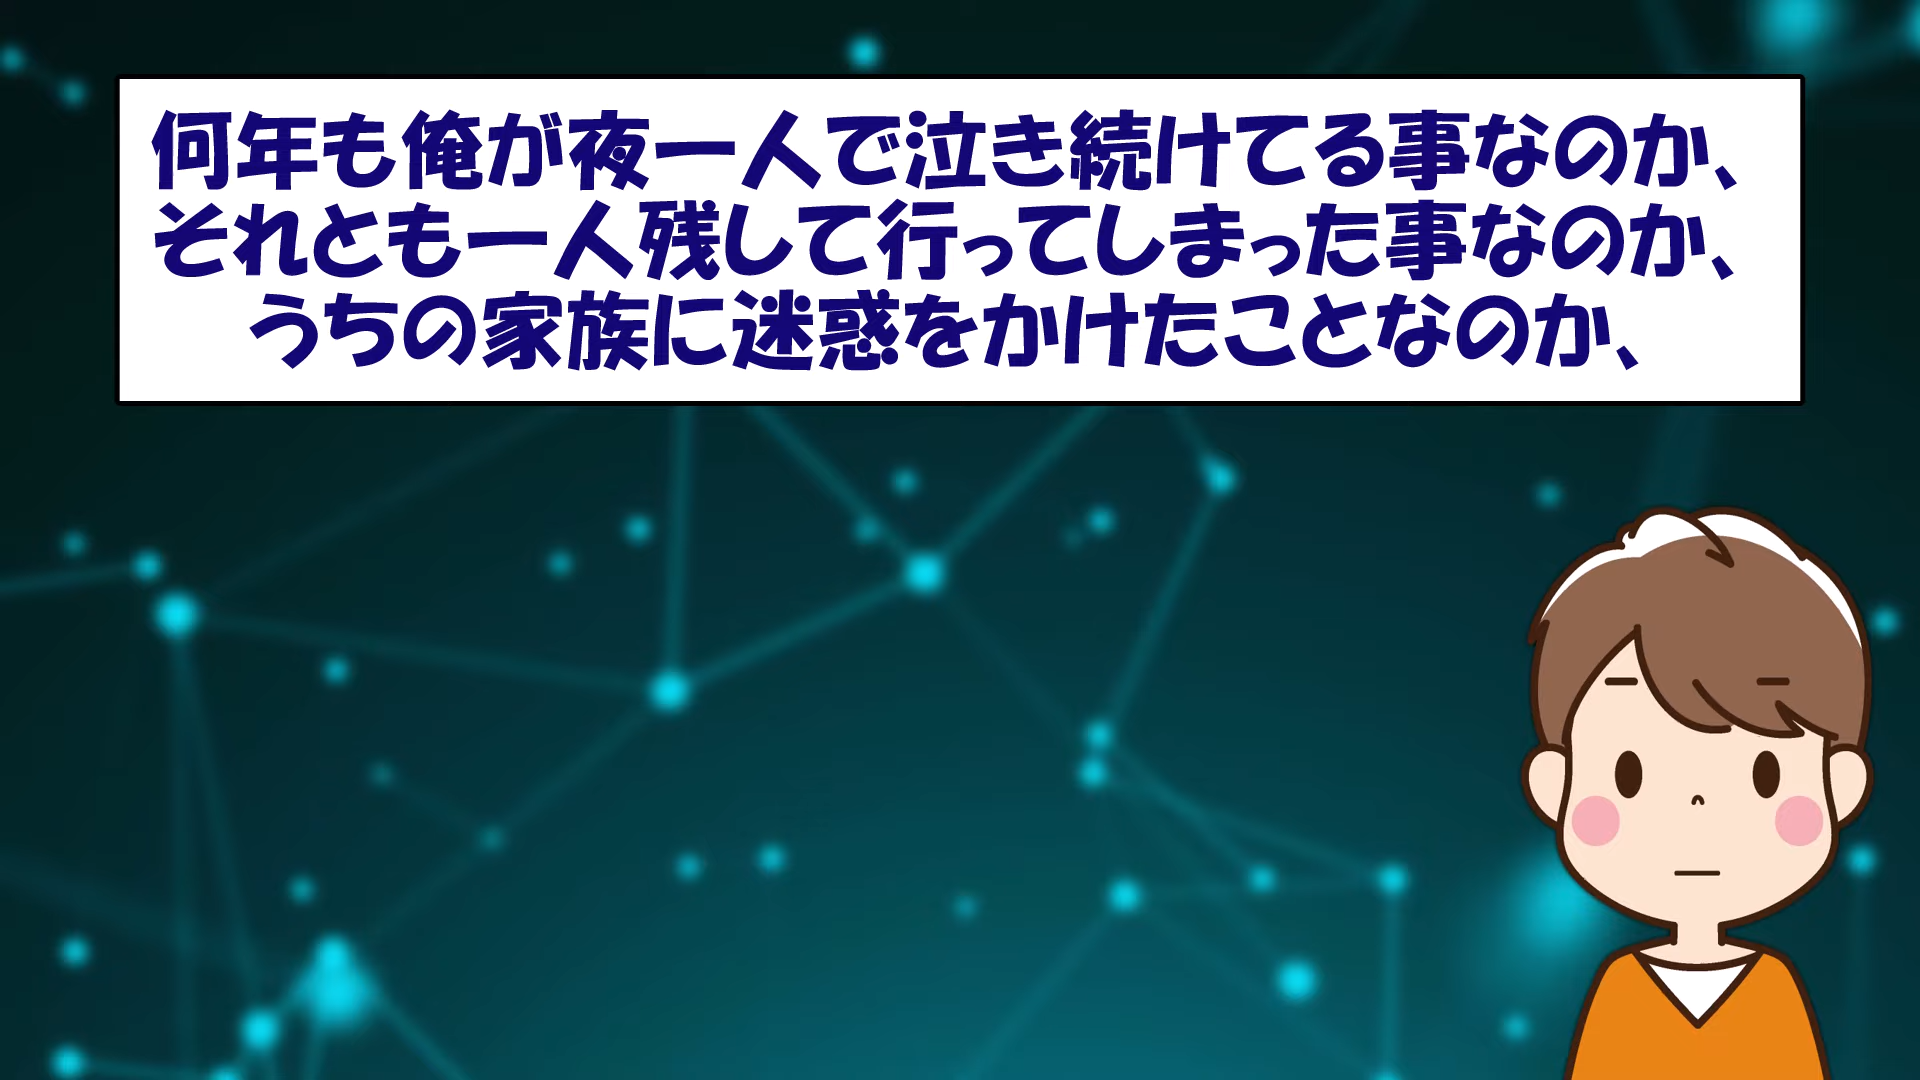 何年も俺が夜一人で泣き続けてる事なのか、
それとも一人残して行ってしまった事なのか、
うちの家族に迷惑をかけたことなのか、